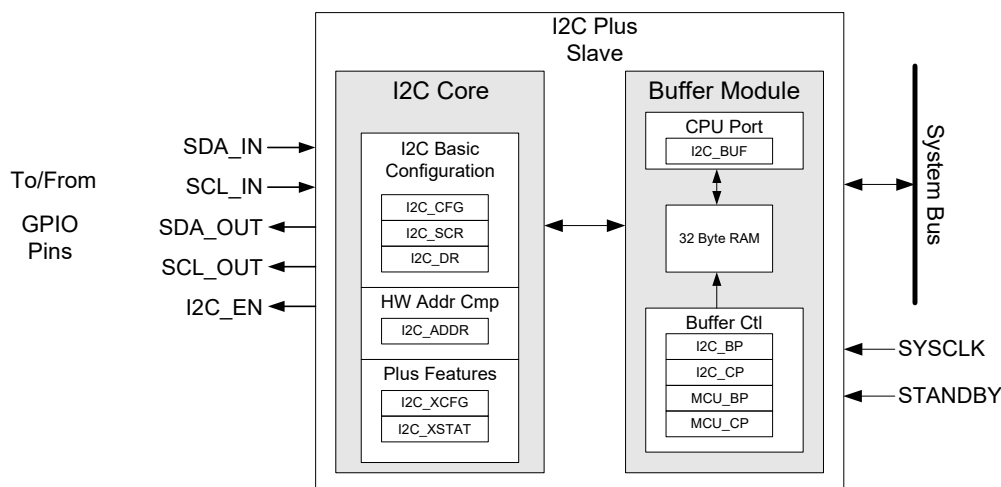 I2C Plus
Slave
I2C Core
I2C Basic
Configuration
I2C_CFG
I2C_SCR
I2C_DR
HW Addr Cmp
I2C_ADDR
Plus Features
I2C_XCFG
I2C_XSTAT
Buffer Module
CPU Port
I2C_BUF
32 Byte RAM
Buffer Ctl
I2C_BP
I2C_CP
MCU_BP
MCU_CP
To/From
GPIO
Pins
SDA_IN
SCL_IN
SDA_OUT
SCL_OUT
I2C_EN
System Bus
SYSCLK
STANDBY